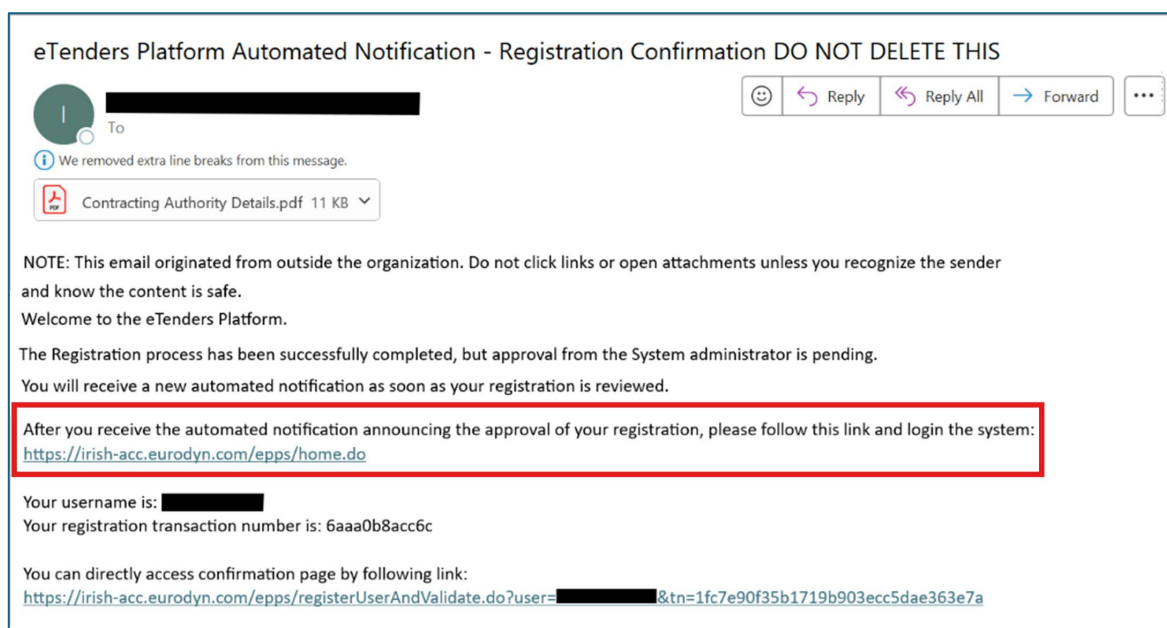 eTenders Platform Automated Notification - Registration Confirmation DO NOT DELETE THIS
I
Reply
Reply All
Forward
To
We removed extra line breaks from this message.
PDF
Contracting Authority Details.pdf 11 KB
NOTE: This email originated from outside the organization. Do not click links or open attachments unless you recognize the sender
and know the content is safe.
Welcome to the eTenders Platform.
The Registration process has been successfully completed, but approval from the System administrator is pending.
You will receive a new automated notification as soon as your registration is reviewed.
After you receive the automated notification announcing the approval of your registration, please follow this link and login the system:
https://irish-acc.eurodyn.com/epps/home.do
Your username is:
Your registration transaction number is: 6aaa0b8acc6c
You can directly access confirmation page by following link:
https://irish-acc.eurodyn.com/epps/registerUserAndValidate.do?user= &tn=1fc7e90f35b1719b903ecc5dae363e7a